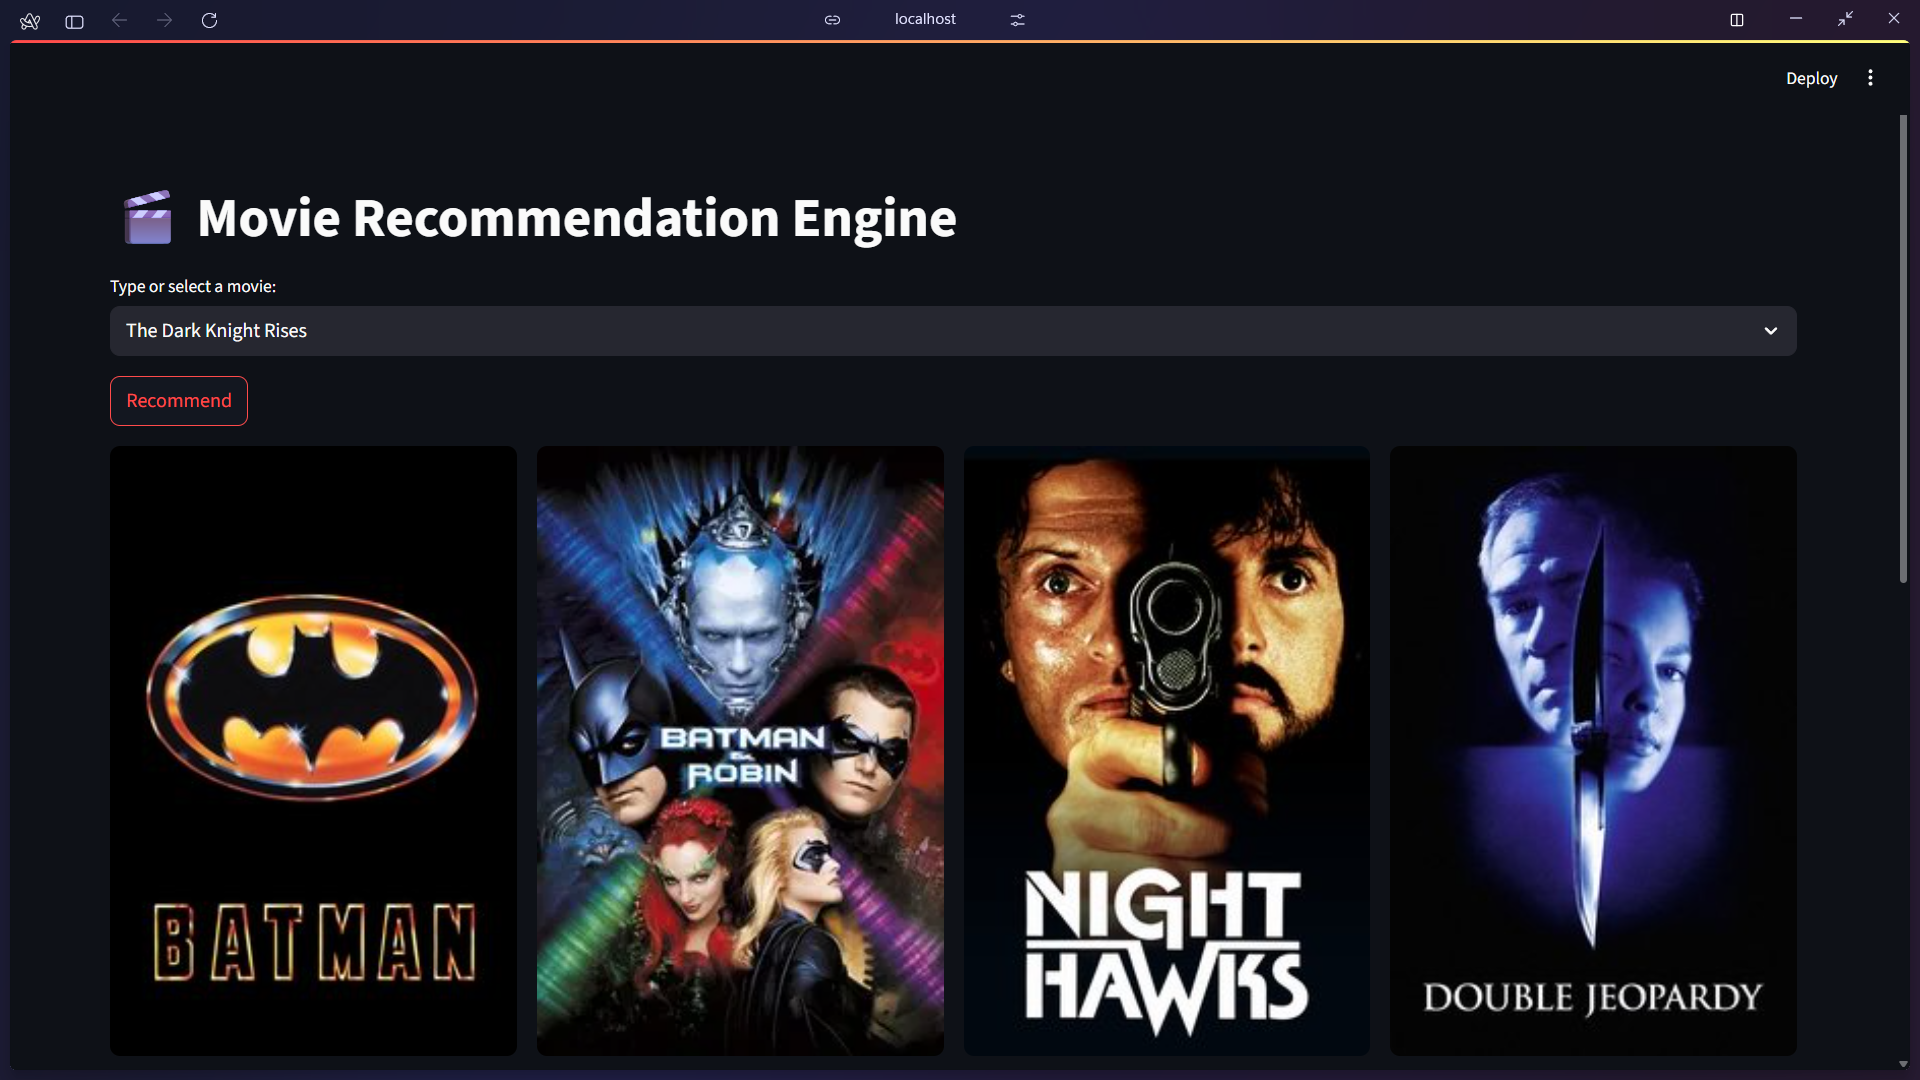 localhost
Deploy
Movie Recommendation Engine
Type or select a movie:
The Dark Knight Rises
Recommend
BATMAN
BATMAN
&
ROBIN
NIGHT
HAWKS
DOUBLE JEOPARDY